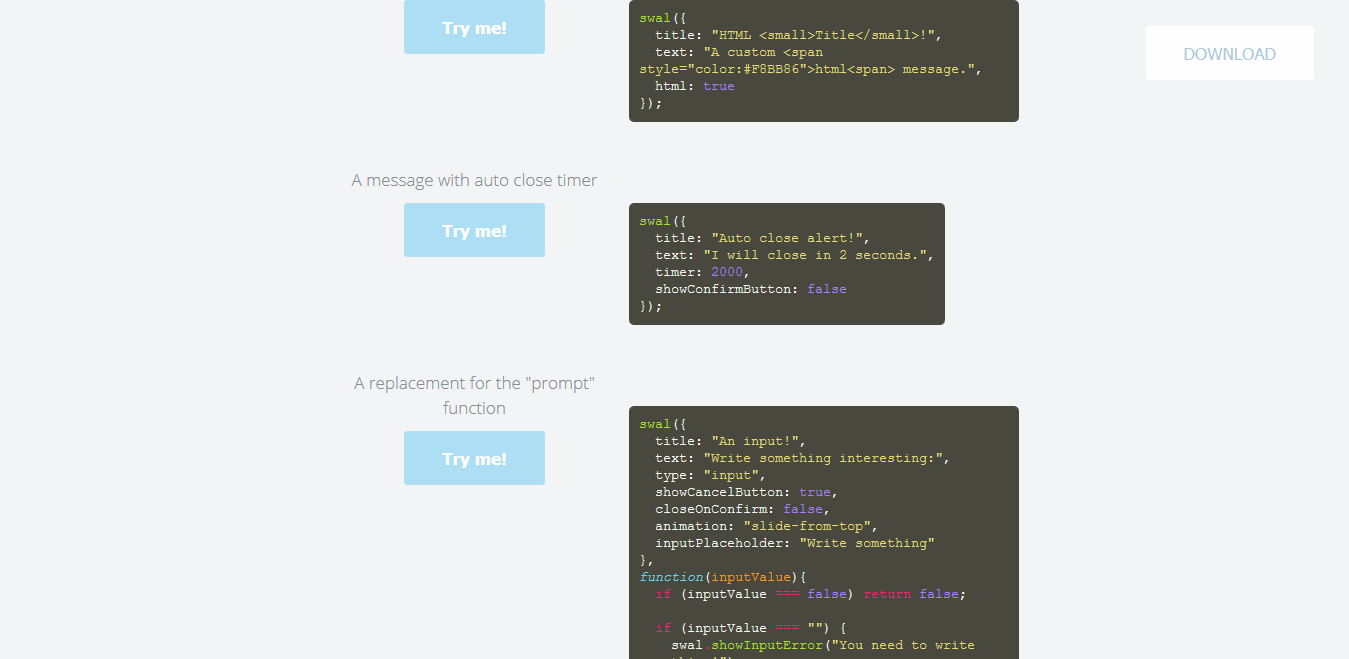 Try me!
swal({
  title: "HTML <small>Title</small>!",
  text: "A custom <span
style="color:#F8BB86">html<span> message.",
  html: true
});
DOWNLOAD
A message with auto close timer
Try me!
swal({
  title: "Auto close alert!",
  text: "I will close in 2 seconds.",
  timer: 2000,
  showConfirmButton: false
});
A replacement for the "prompt"
function
Try me!
swal({
  title: "An input!",
  text: "Write something interesting:",
  type: "input",
  showCancelButton: true,
  closeOnConfirm: false,
  animation: "slide-from-top",
  inputPlaceholder: "Write something"
},
function(inputValue){
  if (inputValue === false) return false;
  if (inputValue === "") {
    swal.showInputError("You need to write